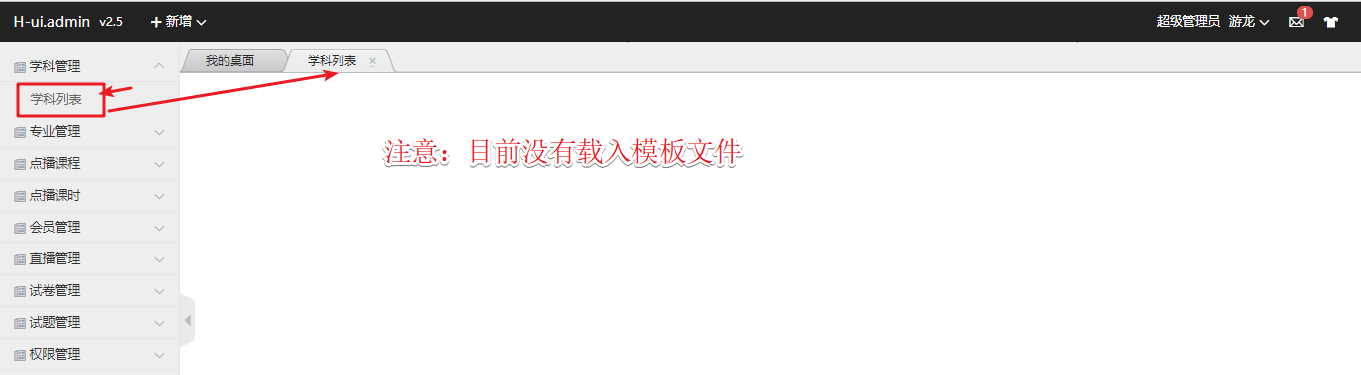 H-ui.admin v2.5 新增 超级管理员 游龙 1
学科管理 我的桌面 学科列表 ×
学科列表
专业管理
注意：目前没有载入模板文件
点播课程
点播课时
会员管理
直播管理
试卷管理
试题管理
权限管理